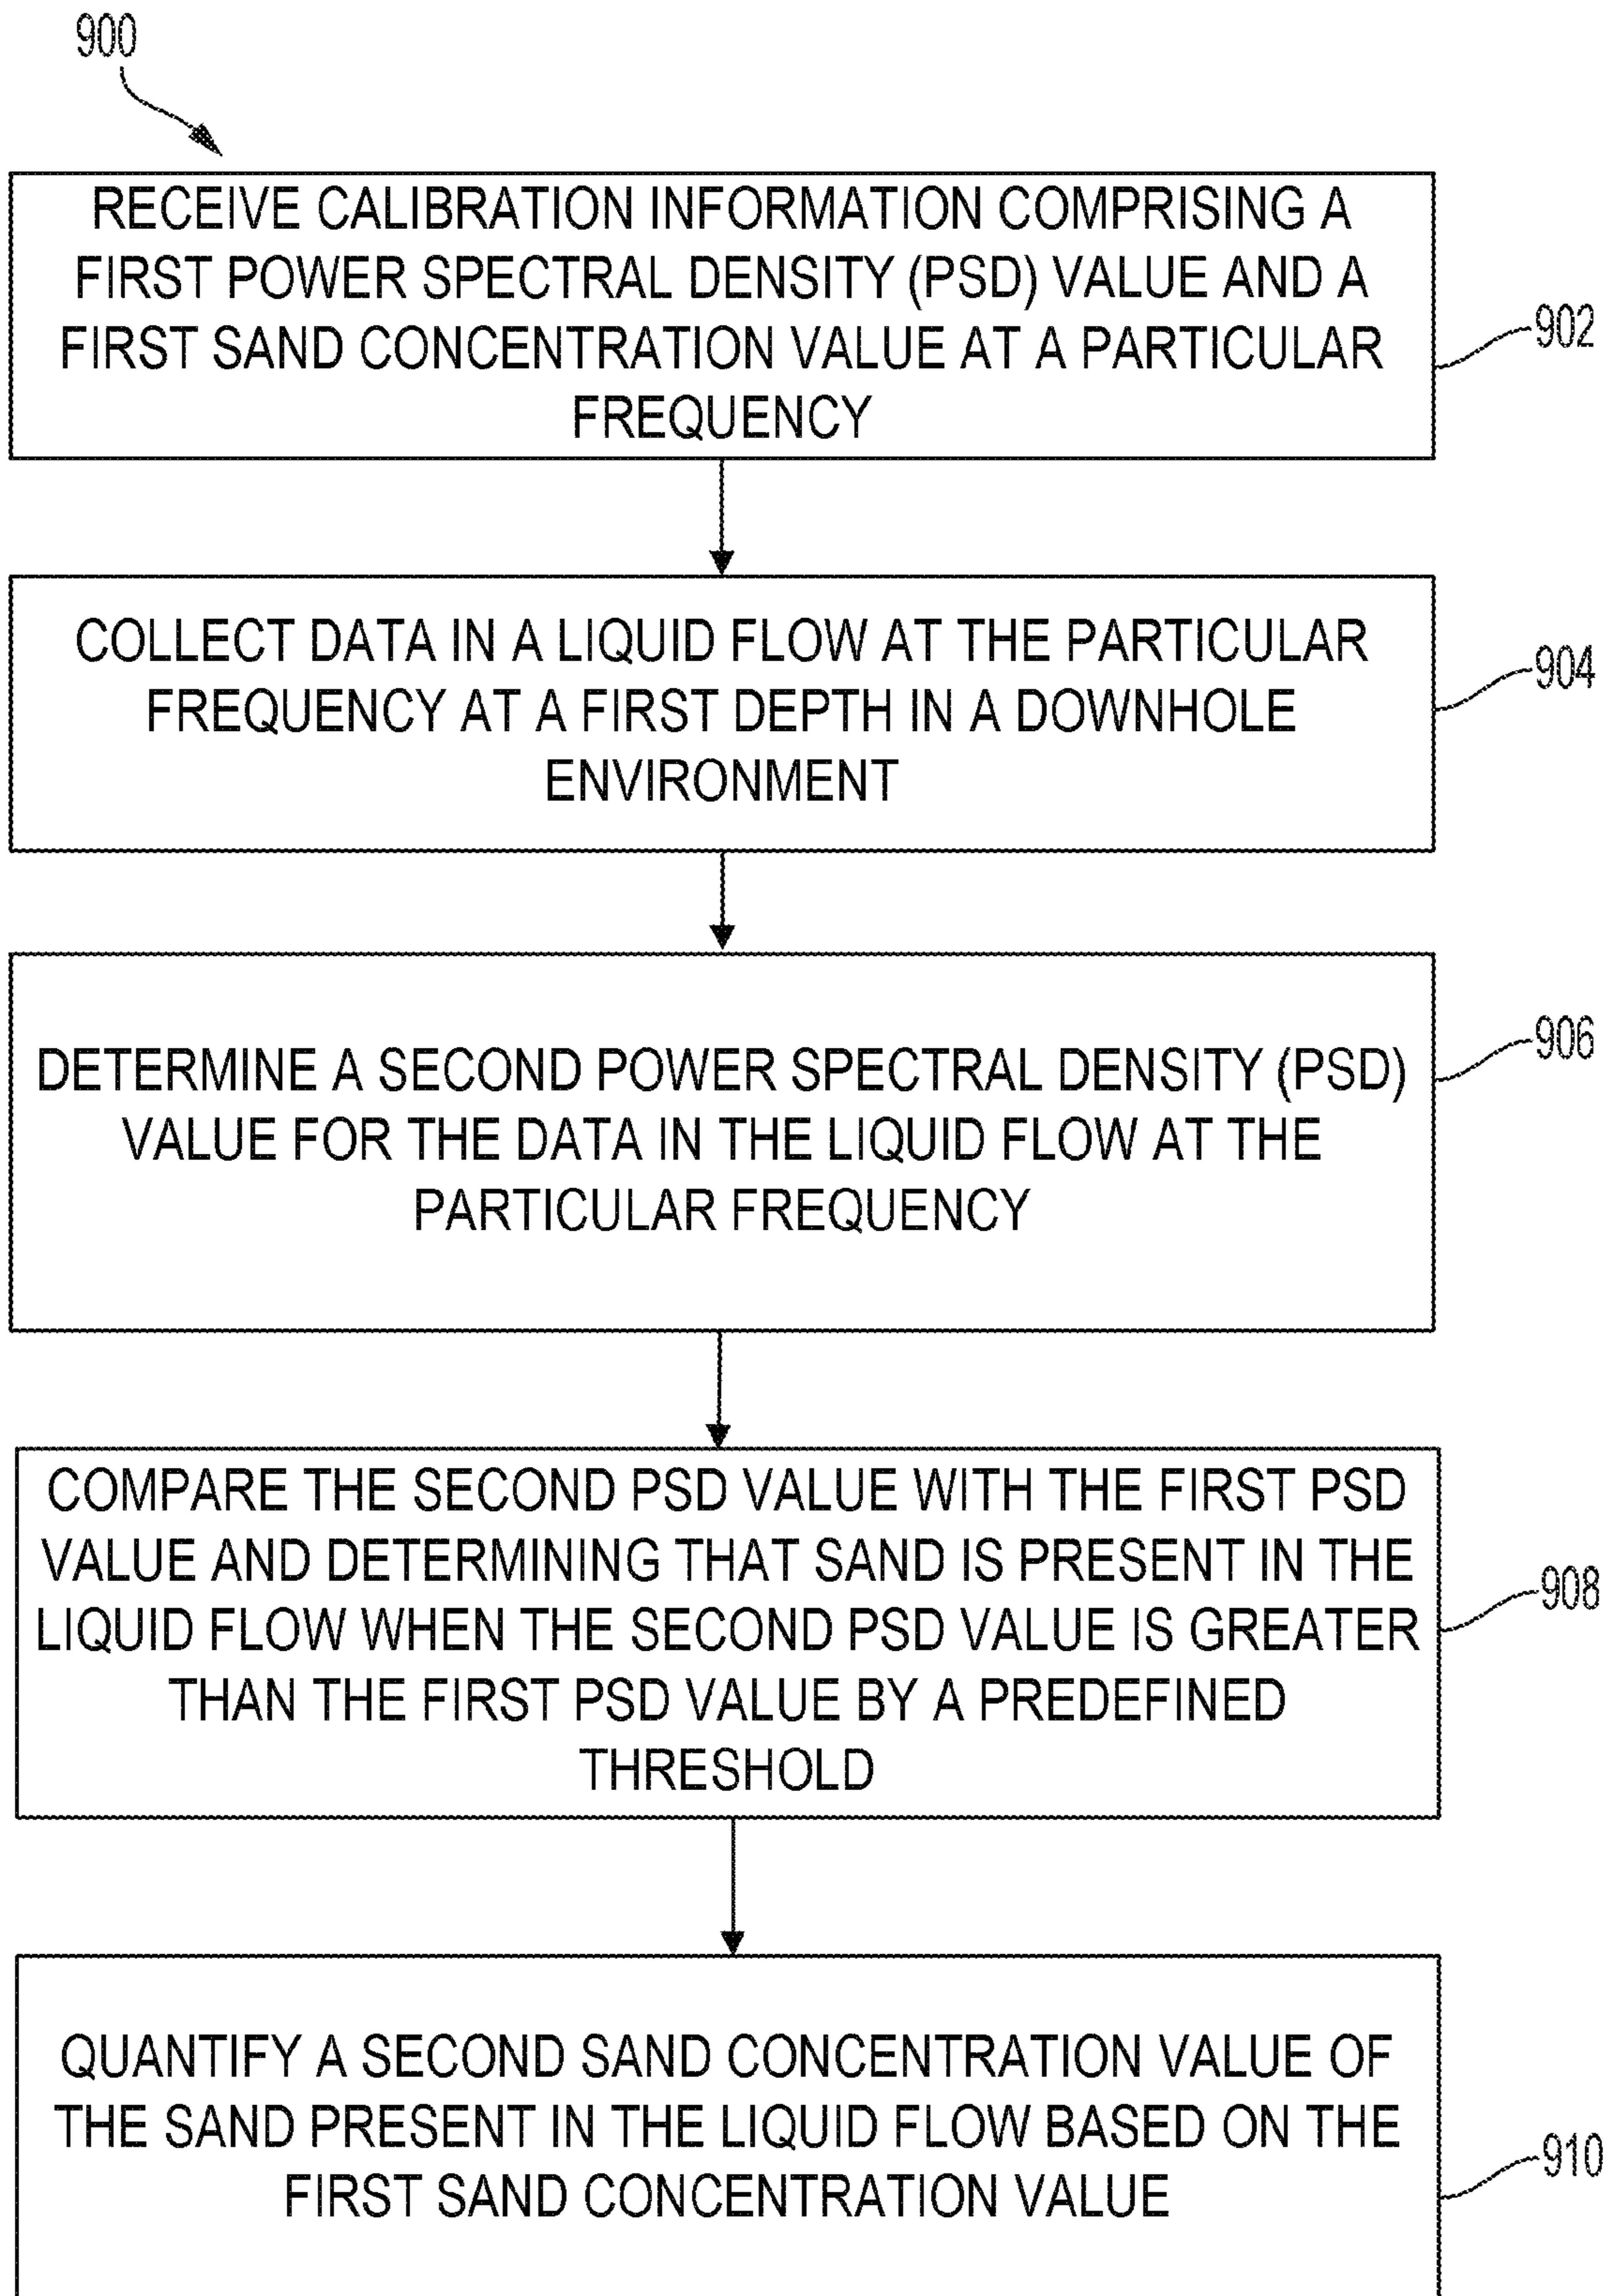 900
RECEIVE CALIBRATION INFORMATION COMPRISING A
FIRST POWER SPECTRAL DENSITY (PSD) VALUE AND A
FIRST SAND CONCENTRATION VALUE AT A PARTICULAR
FREQUENCY
902
COLLECT DATA IN A LIQUID FLOW AT THE PARTICULAR
FREQUENCY AT A FIRST DEPTH IN A DOWNHOLE
ENVIRONMENT
904
DETERMINE A SECOND POWER SPECTRAL DENSITY (PSD)
VALUE FOR THE DATA IN THE LIQUID FLOW AT THE
PARTICULAR FREQUENCY
906
COMPARE THE SECOND PSD VALUE WITH THE FIRST PSD
VALUE AND DETERMINING THAT SAND IS PRESENT IN THE
LIQUID FLOW WHEN THE SECOND PSD VALUE IS GREATER
THAN THE FIRST PSD VALUE BY A PREDEFINED
THRESHOLD
908
QUANTIFY A SECOND SAND CONCENTRATION VALUE OF
THE SAND PRESENT IN THE LIQUID FLOW BASED ON THE
FIRST SAND CONCENTRATION VALUE
910